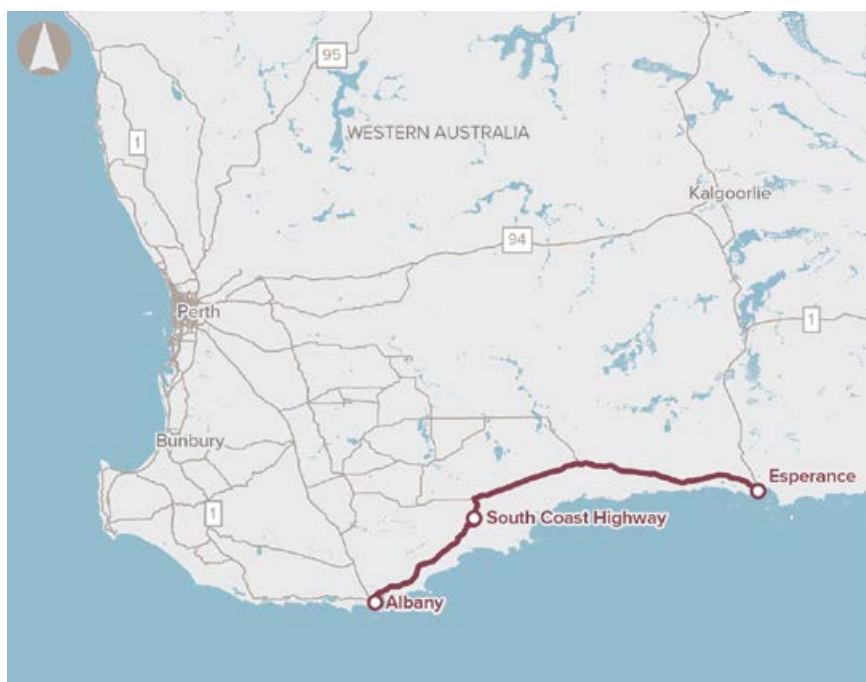 95
WESTERN AUSTRALIA
1
Kalgoorlie
94
Perth
1
Bunbury
Esperance
1
South Coast Highway
Albany